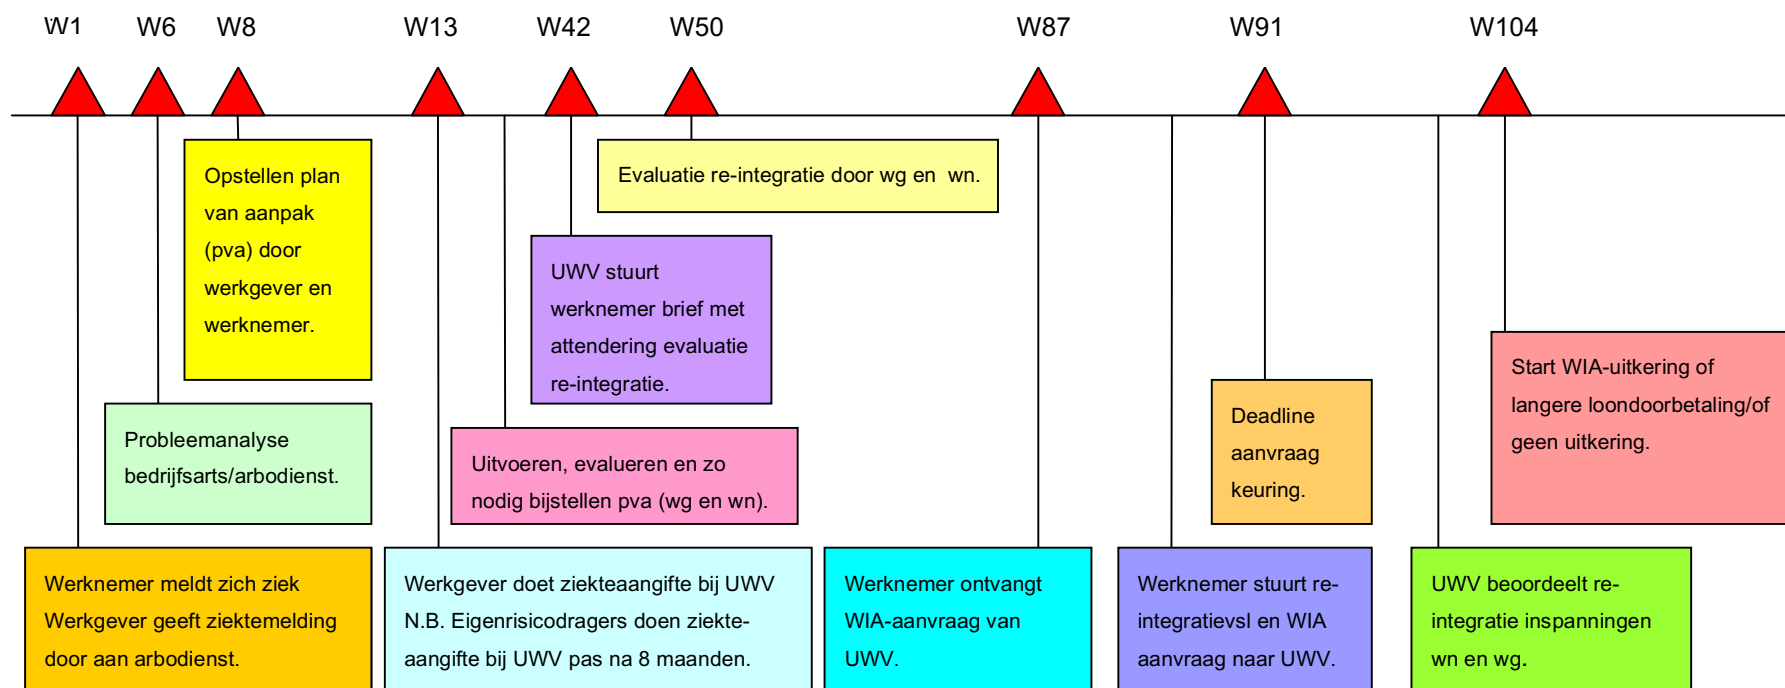 W1 W6 W8 W13 W42 W50 W87 W91 W104
Opstellen plan
van aanpak
(pva) door
werkgever en
werknemer.
Evaluatie re-integratie door wg en wn.
UWV stuurt
werknemer brief met
attendering evaluatie
re-integratie.
Start WIA-uitkering of
langere loondoorbetaling/of
geen uitkering.
Probleemanalyse
bedrijfsarts/arbodienst.
Uitvoeren, evalueren en zo
nodig bijstellen pva (wg en wn).
Deadline
aanvraag
keuring.
Werknemer meldt zich ziek
Werkgever geeft ziektemelding
door aan arbodienst.
Werkgever doet ziekteaangifte bij UWV
N.B. Eigenrisicodragers doen ziekte-
aangifte bij UWV pas na 8 maanden.
Werknemer ontvangt
WIA-aanvraag van
UWV.
Werknemer stuurt re-
integratievsl en WIA
aanvraag naar UWV.
UWV beoordeelt re-
integratie inspanningen
wn en wg.